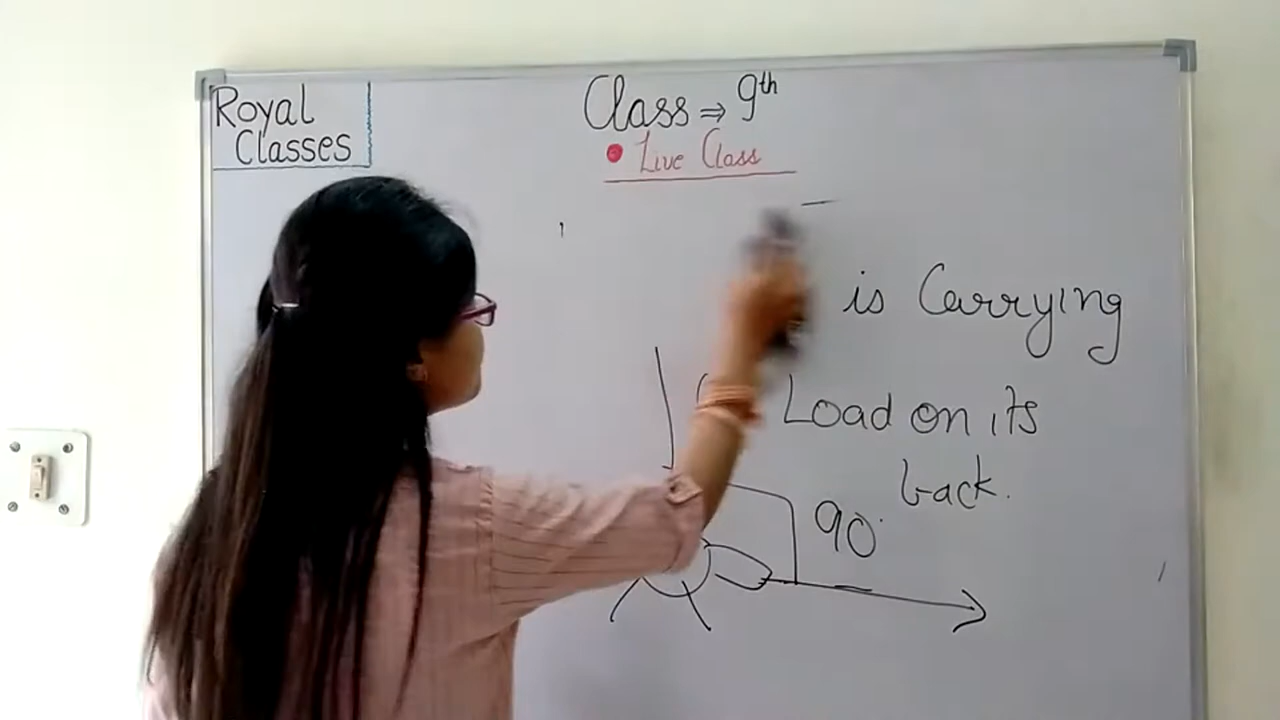 Royal
Classes
Class ⇒ 9th
Live Class
is Carrying
Load on its
back.
90°